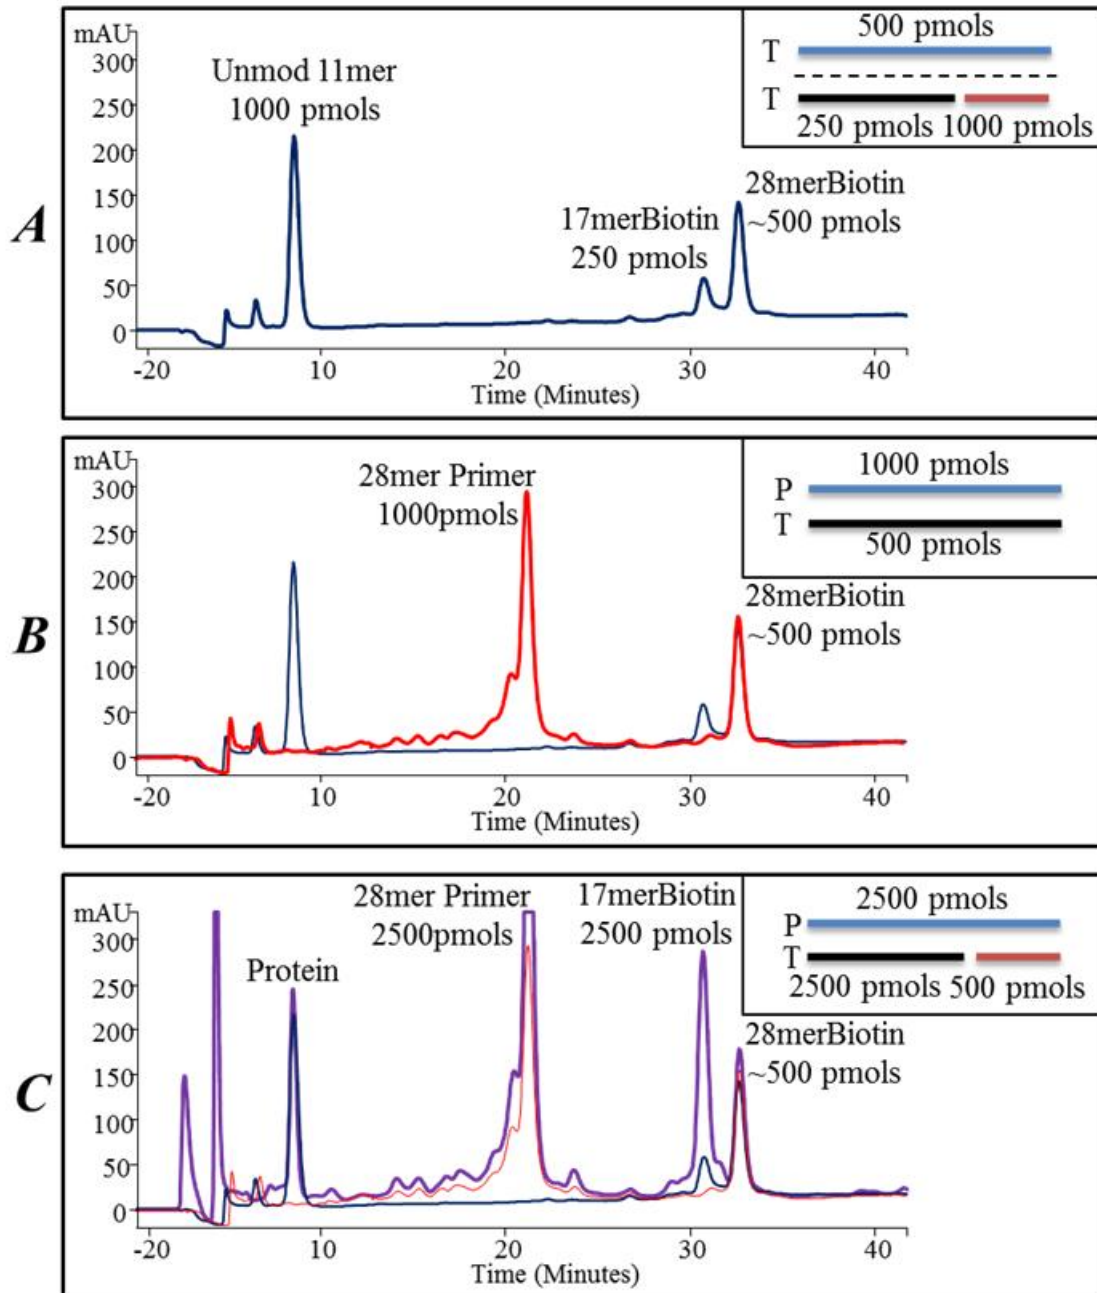 A
mAU
300
250
200
150
100
50
0
Unmod 11mer
1000 pmols
17merBiotin
250 pmols
28merBiotin
~500 pmols
500 pmols
T
T
250 pmols 1000 pmols
-20 10 20 30 40
Time (Minutes)
B
mAU
300
250
200
150
100
50
0
28mer Primer
1000pmols
28merBiotin
~500 pmols
1000 pmols
P
T
500 pmols
-20 10 20 30 40
Time (Minutes)
C
mAU
300
250
200
150
100
50
0
Protein
28mer Primer
2500pmols
17merBiotin
2500 pmols
28merBiotin
~500 pmols
2500 pmols
P
T
2500 pmols 500 pmols
-20 10 20 30 40
Time (Minutes)